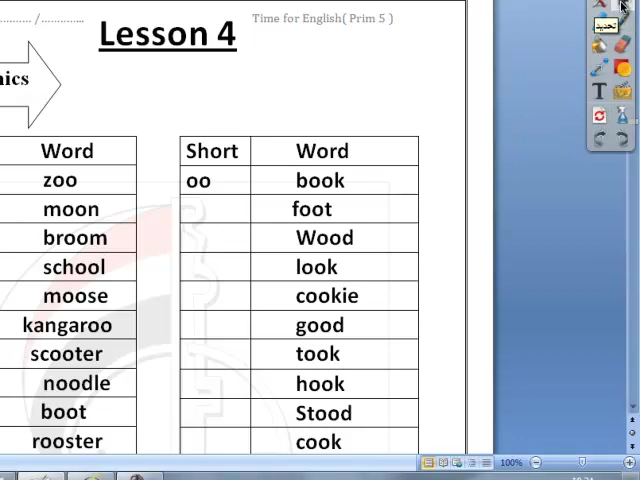 ............ /.............. Time for English( Prim 5 )
Lesson 4
nics
Word Short Word
zoo oo book
moon foot
broom Wood
school look
moose cookie
kangaroo good
scooter took
noodle hook
boot Stood
rooster cook
تحديد
100%